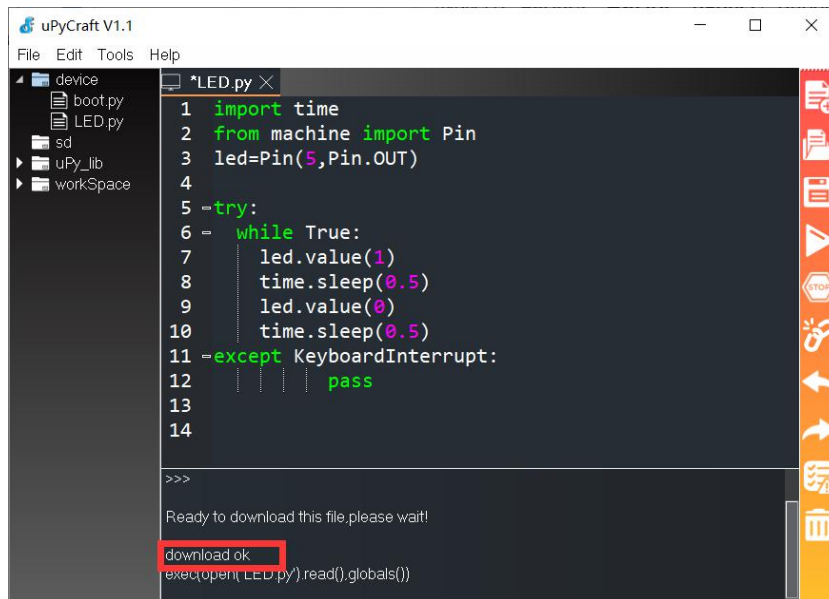 uPyCraft V1.1
File Edit Tools Help
device
boot.py
LED.py
sd
uPy_lib
workSpace
*LED.py
1 import time
2 from machine import Pin
3 led=Pin(5,Pin.OUT)
4
5 try:
6 while True:
7 led.value(1)
8 time.sleep(0.5)
9 led.value(0)
10 time.sleep(0.5)
11 except KeyboardInterrupt:
12 pass
13
14
>>>
Ready to download this file,please wait!
download ok
exec(open('LED.py').read(),globals())
STOP